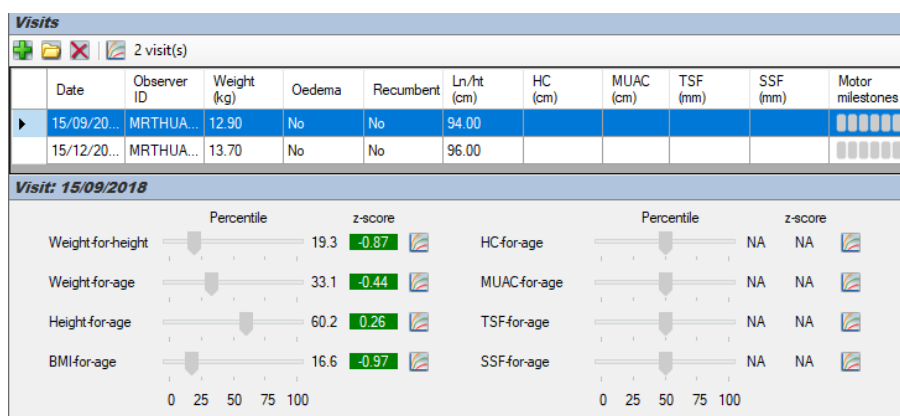 Visits
2 visit(s)
Date Observer ID Weight (kg) Oedema Recumbent Ln/ht (cm) HC (cm) MUAC (cm) TSF (mm) SSF (mm) Motor milestones
15/09/20... MRTHUA... 12.90 No No 94.00
15/12/20... MRTHUA... 13.70 No No 96.00
Visit: 15/09/2018
Percentile z-score Percentile z-score
Weight-for-height 19.3 -0.87 HC-for-age NA NA
Weight-for-age 33.1 -0.44 MUAC-for-age NA NA
Height-for-age 60.2 0.26 TSF-for-age NA NA
BMI-for-age 16.6 -0.97 SSF-for-age NA NA
0 25 50 75 100 0 25 50 75 100